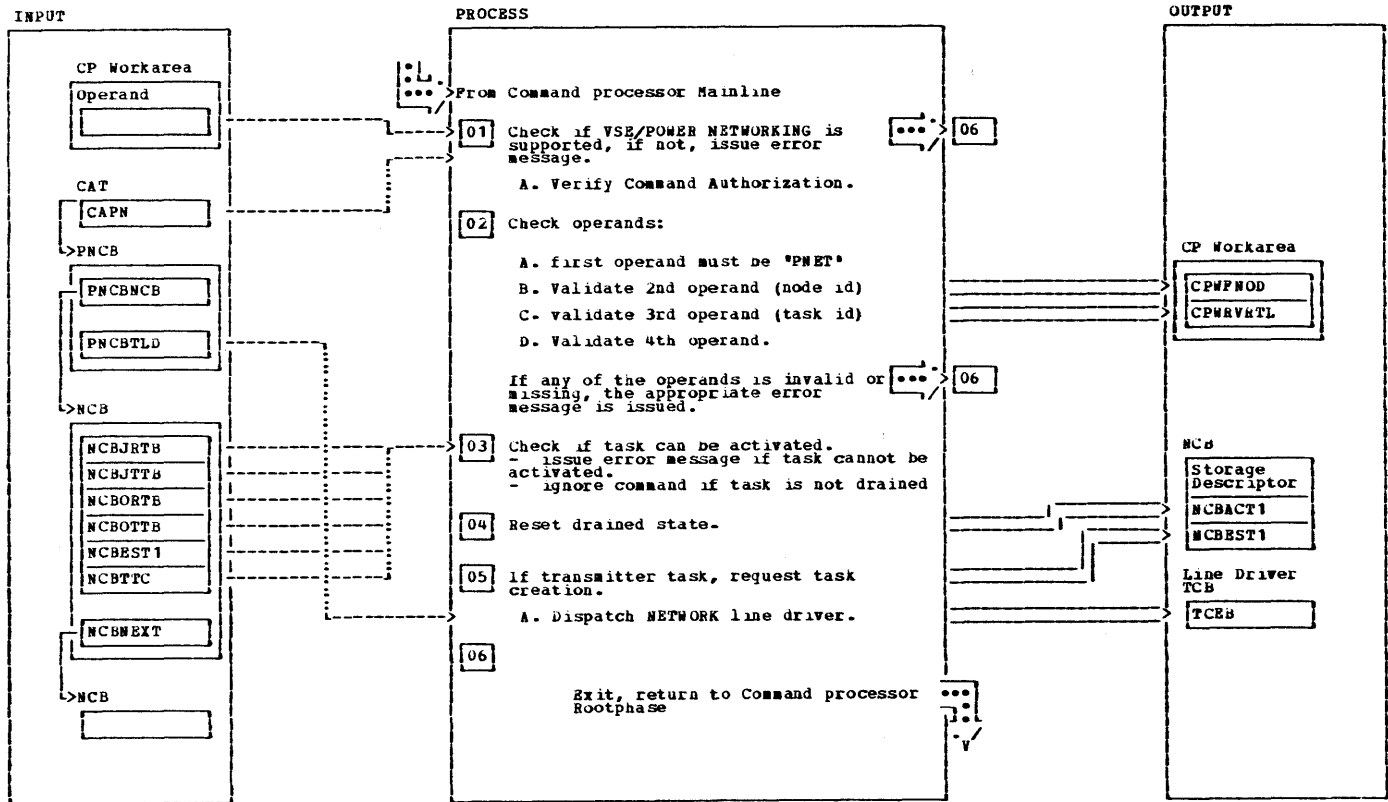 INPUT
PROCESS
OUTPUT
CP Workarea
Operand
CAT
CAPN
PNCB
PNCBNCB
PNCBTLD
NCB
NCBJRTB
NCBJTTB
NCBORTB
NCBOTTB
NCBEST1
NCBTTC
NCBNEXT
NCB
From Command processor Mainline
01 Check if VSE/POWER NETWORKING is
supported, if not, issue error
message.
06
A. Verify Command Authorization.
02 Check operands:
A. first operand must be "PNET"
B. Validate 2nd operand (node id)
C. validate 3rd operand (task id)
D. Validate 4th operand.
If any of the operands is invalid or
missing, the appropriate error
message is issued.
06
03 Check if task can be activated.
- issue error message if task cannot be
activated.
- ignore command if task is not drained
04 Reset drained state.
05 If transmitter task, request task
creation.
A. Dispatch NETWORK line driver.
06
Exit, return to Command processor
Rootphase
V
CP Workarea
CPWPNOD
CPWRVRTL
NCB
Storage
Descriptor
NCBACT1
NCBEST1
Line Driver
TCB
TCEB